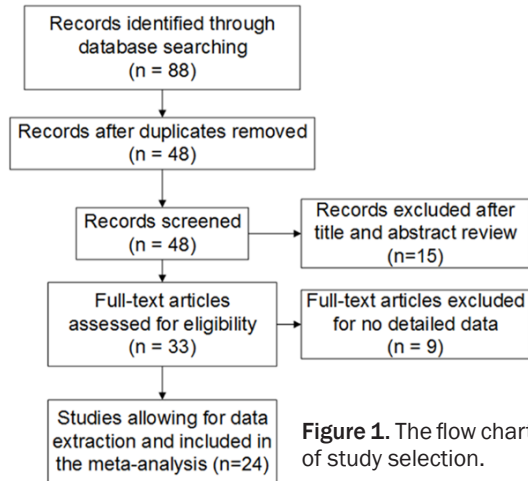 Records identified through
database searching
(n = 88)
Records after duplicates removed
(n = 48)
Records screened
(n = 48)
Records excluded after
title and abstract review
(n=15)
Full-text articles
assessed for eligibility
(n = 33)
Full-text articles excluded
for no detailed data
(n = 9)
Studies allowing for data
extraction and included in
the meta-analysis (n=24)
Figure 1. The flow chart
of study selection.